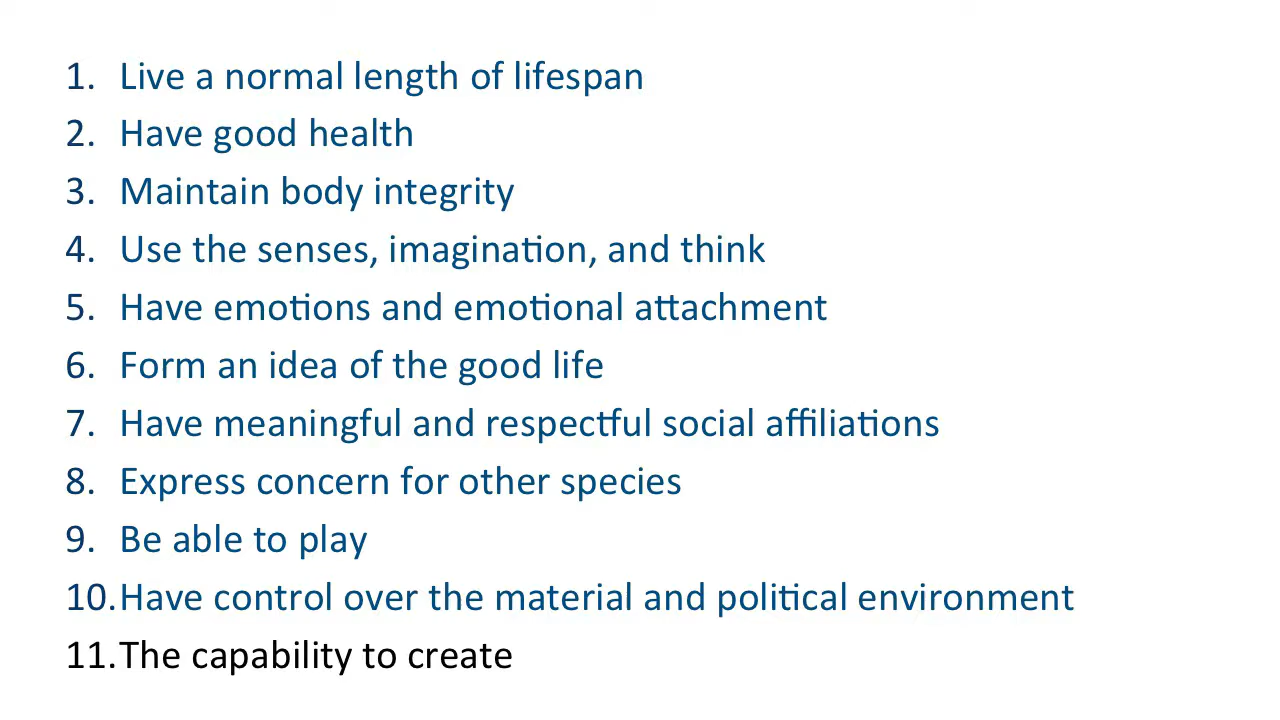 1. Live a normal length of lifespan
2. Have good health
3. Maintain body integrity
4. Use the senses, imagination, and think
5. Have emotions and emotional attachment
6. Form an idea of the good life
7. Have meaningful and respectful social affiliations
8. Express concern for other species
9. Be able to play
10. Have control over the material and political environment
11. The capability to create